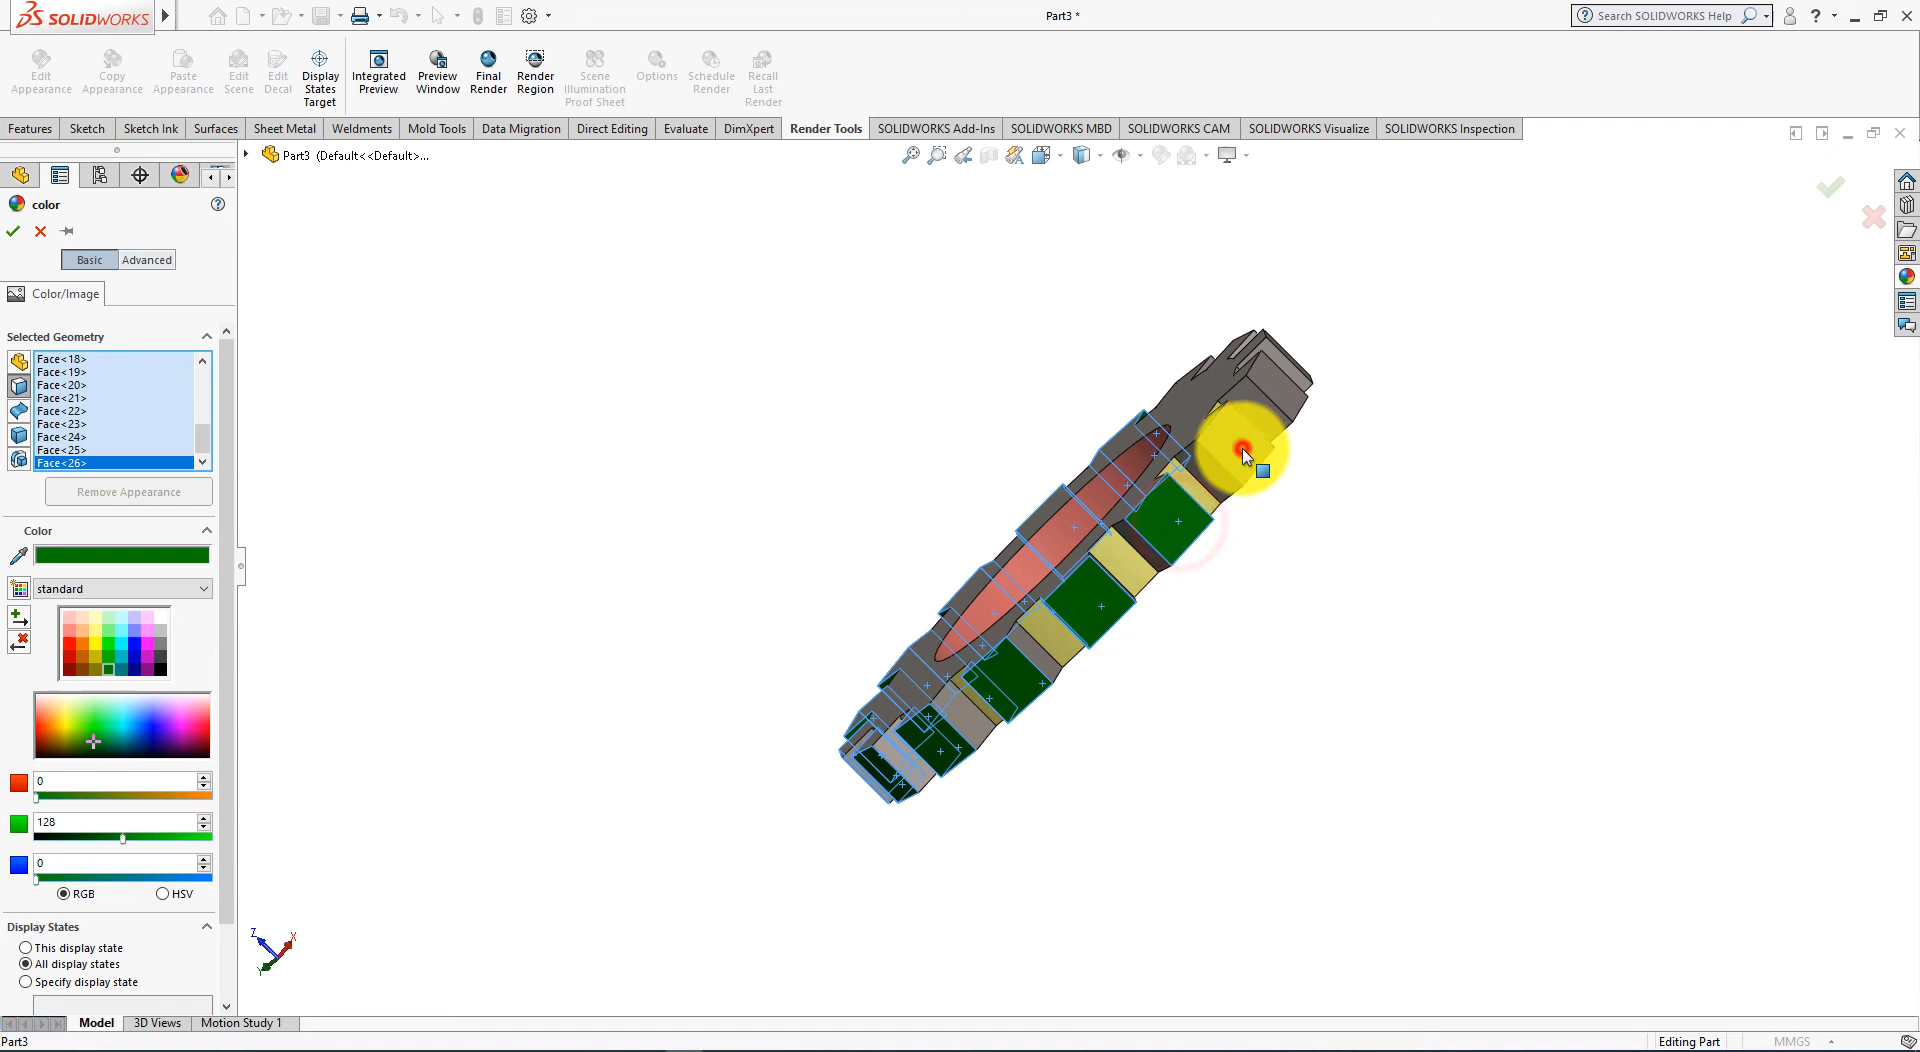 SOLIDWORKS
Part3 *
Search SOLIDWORKS Help
Edit Appearance
Copy Appearance
Paste Appearance
Edit Scene
Edit Decal
Display States Target
Integrated Preview
Preview Window
Final Render
Render Region
Scene Illumination Proof Sheet
Options
Schedule Render
Recall Last Render
Features
Sketch
Sketch Ink
Surfaces
Sheet Metal
Weldments
Mold Tools
Data Migration
Direct Editing
Evaluate
DimXpert
Render Tools
SOLIDWORKS Add-Ins
SOLIDWORKS MBD
SOLIDWORKS CAM
SOLIDWORKS Visualize
SOLIDWORKS Inspection
Part3 (Default<<Default>...
color
Basic
Advanced
Color/Image
Selected Geometry
Face<18>
Face<19>
Face<20>
Face<21>
Face<22>
Face<23>
Face<24>
Face<25>
Face<26>
Remove Appearance
Color
standard
0
128
0
RGB
HSV
Display States
This display state
All display states
Specify display state
Z
X
Y
Model
3D Views
Motion Study 1
Part3
Editing Part
MMGS